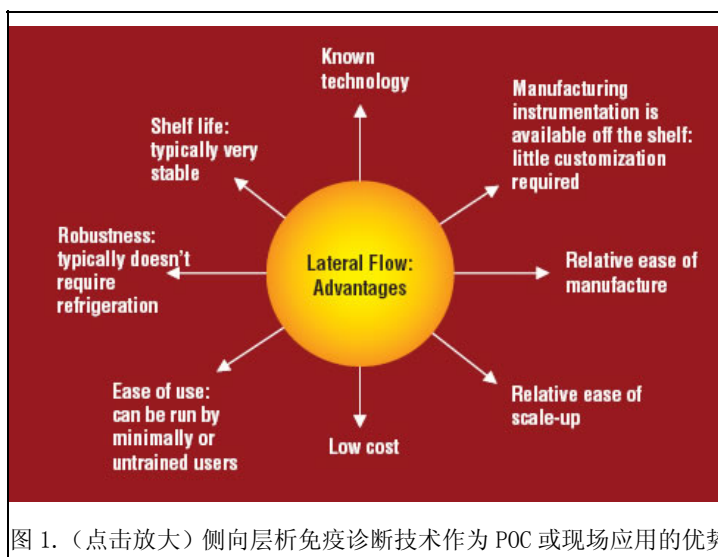 Known
technology
Manufacturing
instrumentation is
available off the shelf:
little customization
required
Shelf life:
typically very
stable
Robustness:
typically doesn't
require
refrigeration
Lateral Flow:
Advantages
Relative ease of
manufacture
Ease of use:
can be run by
minimally or
untrained users
Low cost
Relative ease of
scale-up
图 1.（点击放大）侧向层析免疫诊断技术作为 POC 或现场应用的优势